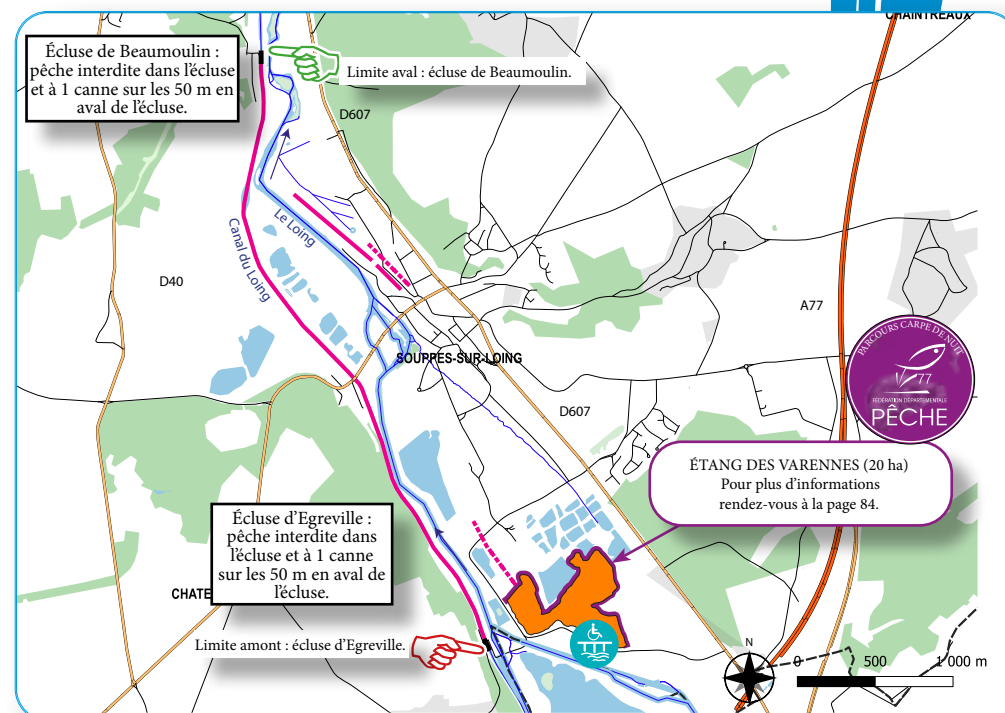 CHAINTREAUX
Écluse de Beaumoulin :
pêche interdite dans l'écluse
et à 1 canne sur les 50 m en
aval de l'écluse.
Limite aval : écluse de Beaumoulin.
D607
Le Loing
Canal du Loing
D40
A77
SOUPPES-SUR-LOING
D607
PARCOURS CARPE DE NUIT
77
FÉDÉRATION DÉPARTEMENTALE
PÊCHE
ÉTANG DES VARENNES (20 ha)
Pour plus d'informations
rendez-vous à la page 84.
Écluse d'Egreville :
pêche interdite dans
l'écluse et à 1 canne
sur les 50 m en aval de
l'écluse.
CHATE
Limite amont : écluse d'Egreville.
N
0 500 1 000 m